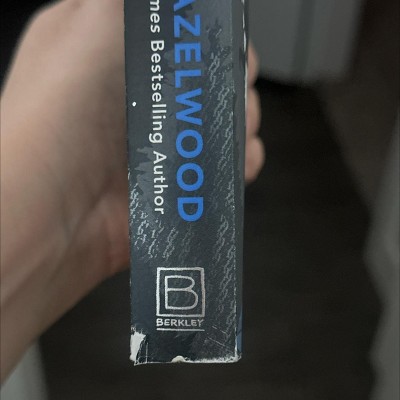 AZELWOOD
mes Bestselling Author
B
BERKLEY